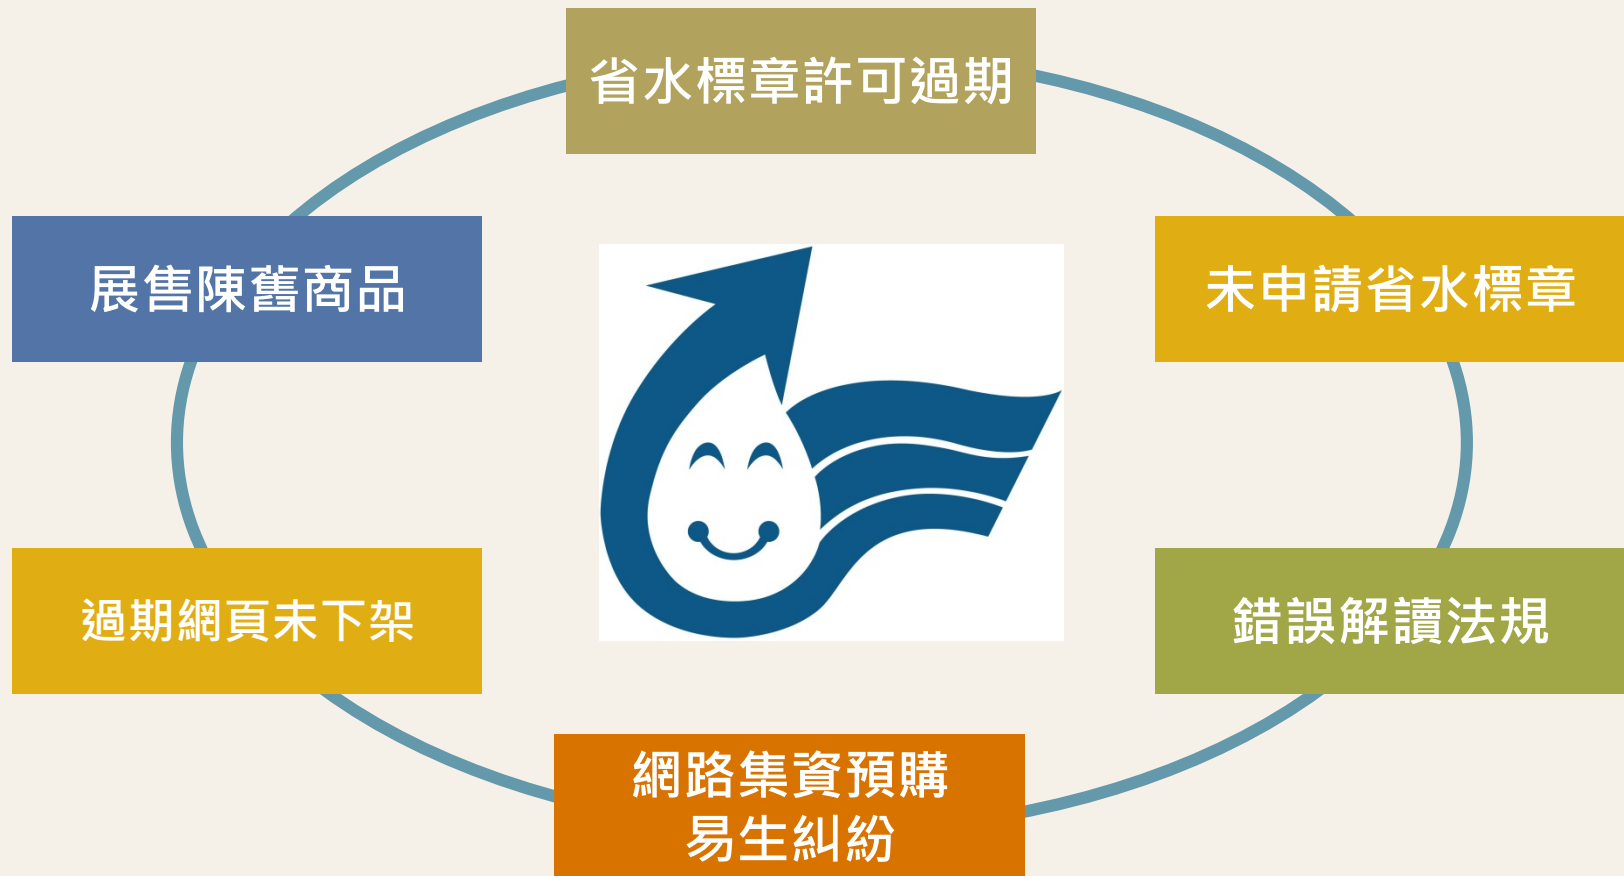 省水標章許可過期
展售陳舊商品
未申請省水標章
過期網頁未下架
錯誤解讀法規
網路集資預購
易生糾紛